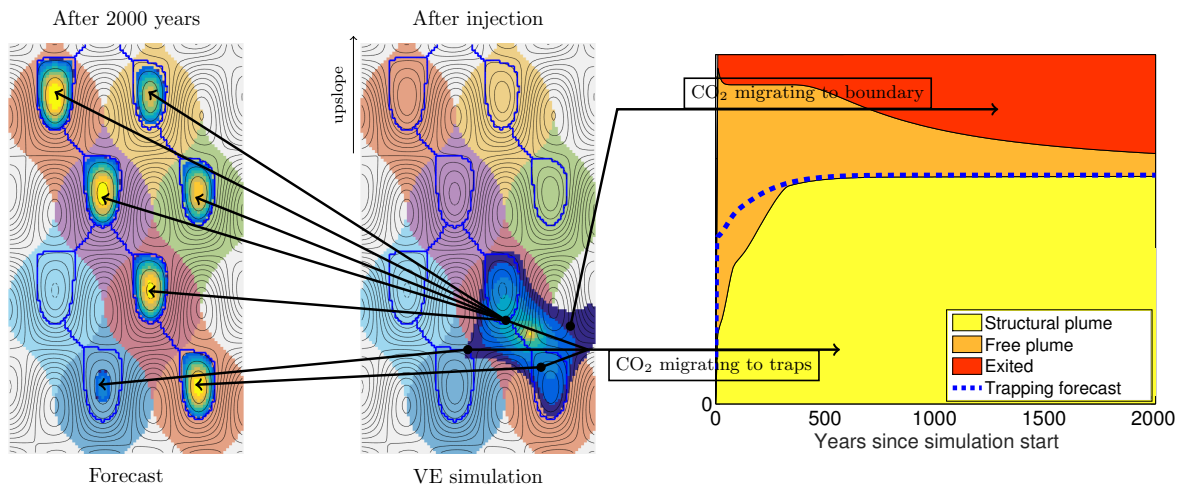 After 2000 years
After injection
upslope
CO₂ migrating to boundary
CO₂ migrating to traps
Structural plume
Free plume
Exited
Trapping forecast
0
0
500
1000
1500
2000
Years since simulation start
Forecast
VE simulation